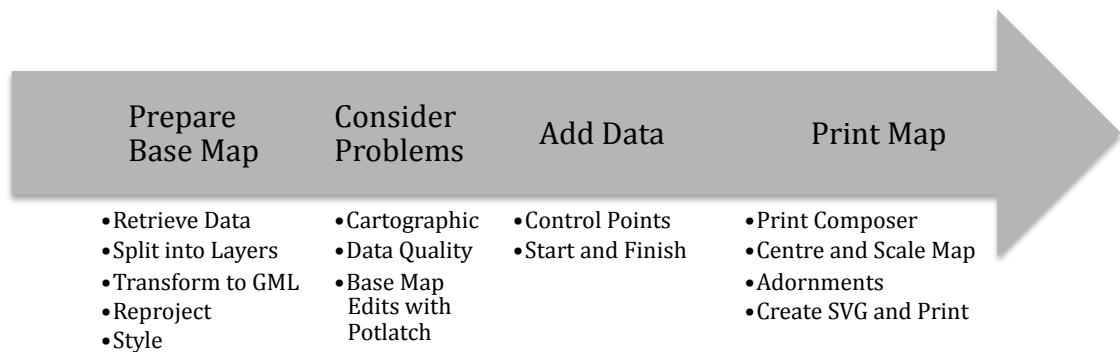 Prepare
Base Map
Consider
Problems
Add Data
Print Map
•Retrieve Data
•Split into Layers
•Transform to GML
•Reproject
•Style
•Cartographic
•Data Quality
•Base Map
Edits with
Potlatch
•Control Points
•Start and Finish
•Print Composer
•Centre and Scale Map
•Adornments
•Create SVG and Print